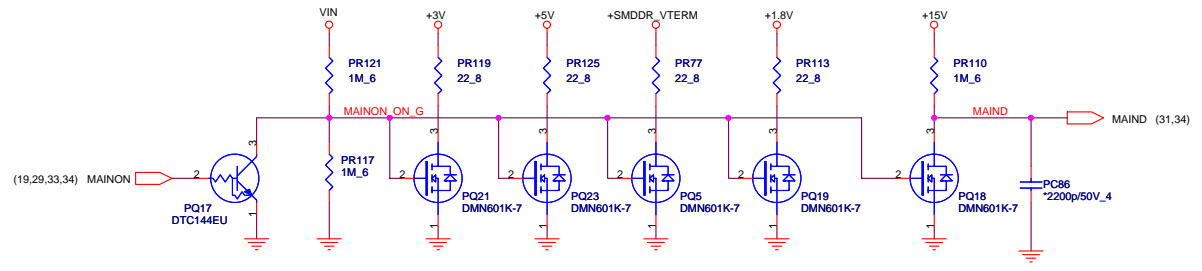 VIN
+3V
+5V
+SMDDR_VTERM
+1.8V
+15V
PR121
1M_6
PR119
22_8
PR125
22_8
PR77
22_8
PR113
22_8
PR110
1M_6
MAINON_ON_G
MAIND
MAIND (31,34)
3
3
3
3
3
3
PR117
1M_6
(19,29,33,34) MAINON
2
2
2
2
2
2
PQ17
DTC144EU
1
PQ21
DMN601K-7
1
PQ23
DMN601K-7
1
PQ5
DMN601K-7
1
PQ19
DMN601K-7
1
PQ18
DMN601K-7
1
PC86
*2200p/50V_4